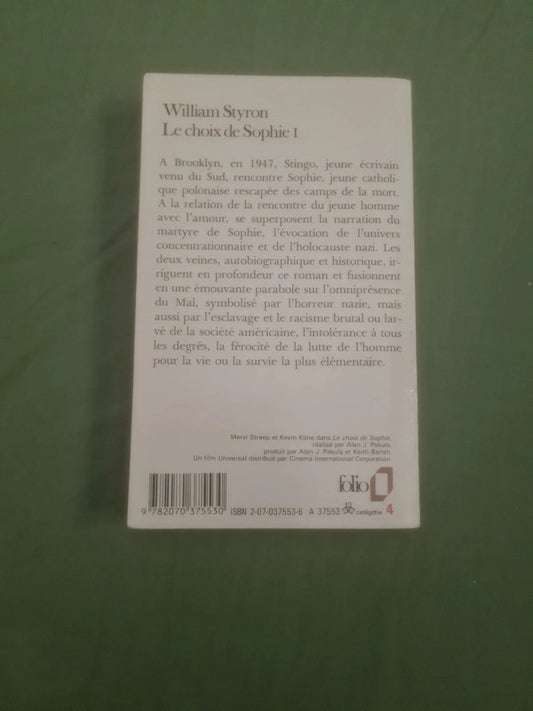 William Styron
Le choix de Sophie I
A Brooklyn, en 1947, Stingo, jeune écrivain
venu du Sud, rencontre Sophie, jeune catholi-
que polonaise rescapée des camps de la mort.
A la relation de la rencontre du jeune homme
avec l'amour, se superposent la narration du
martyre de Sophie, l'évocation de l'univers
concentrationnaire et de l'holocauste nazi. Les
deux veines, autobiographique et historique, ir-
riguent en profondeur ce roman et fusionnent
en une émouvante parabole sur l'omniprésence
du Mal, symbolisé par l'horreur nazie, mais
aussi par l'esclavage et le racisme brutal ou lar-
vé de la société américaine, l'intolérance à tous
les degrés, la férocité de la lutte de l'homme
pour la vie ou la survie la plus élémentaire.
Meryl Streep et Kevin Kline dans Le choix de Sophie,
réalisé par Alan J. Pakula,
produit par Alan J. Pakula et Keith Barish
Un film Universal distribué par Cinema International Corporation
folio
9 782070 375530 ISBN 2-07-037553-6 A 37553 catégorie 4